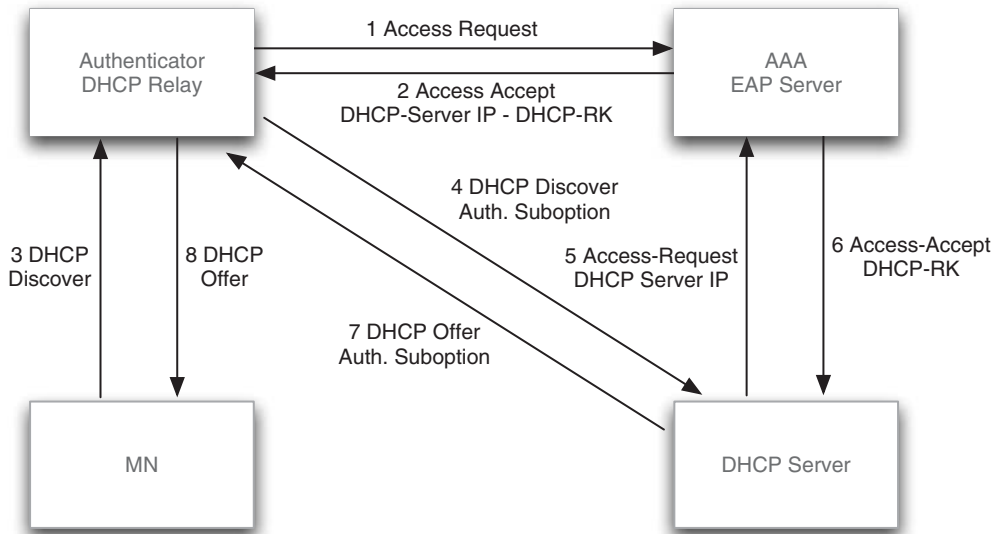 Authenticator
DHCP Relay
1 Access Request
AAA
EAP Server
2 Access Accept
DHCP-Server IP - DHCP-RK
3 DHCP
Discover
8 DHCP
Offer
4 DHCP Discover
Auth. Suboption
5 Access-Request
DHCP Server IP
6 Access-Accept
DHCP-RK
7 DHCP Offer
Auth. Suboption
MN
DHCP Server